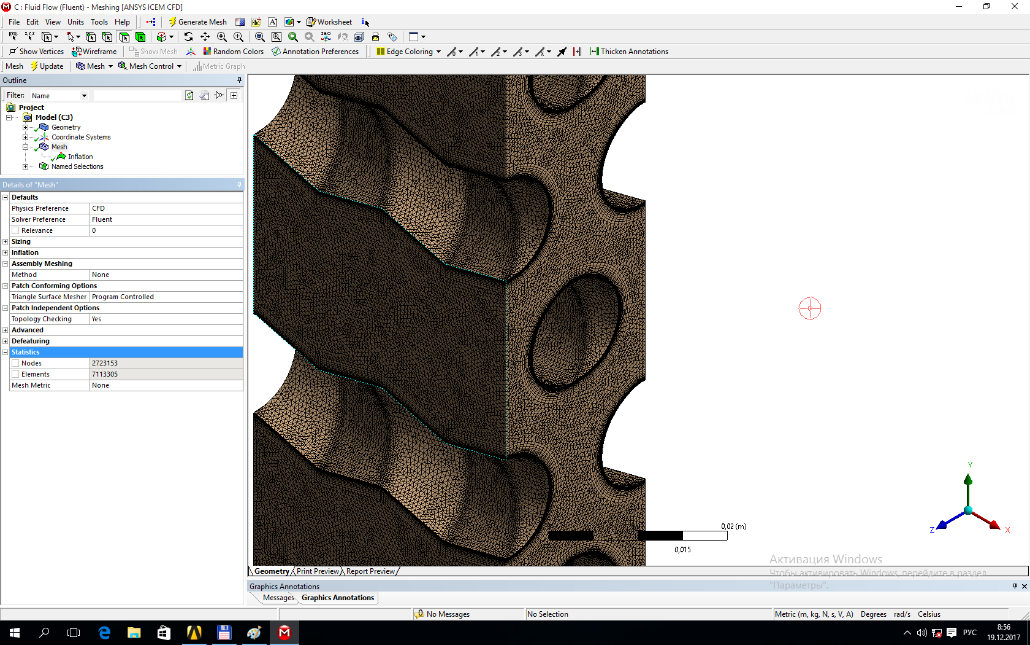 C : Fluid Flow (Fluent) - Meshing [ANSYS ICEM CFD]
File Edit View Units Tools Help Generate Mesh Worksheet
Show Vertices Wireframe Show Mesh Random Colors Annotation Preferences Edge Coloring Thicken Annotations
Mesh Update Mesh Mesh Control Metric Graph
Outline
Filter: Name
Project
Model (C3)
Geometry
Coordinate Systems
Mesh
Inflation
Named Selections
Details of "Mesh"
Defaults
Physics Preference CFD
Solver Preference Fluent
Relevance 0
Sizing
Inflation
Assembly Meshing
Method None
Patch Conforming Options
Triangle Surface Mesher Program Controlled
Patch Independent Options
Topology Checking Yes
Advanced
Defeaturing
Statistics
Nodes 2723153
Elements 7113305
Mesh Metric None
0,02 (m)
0,015
Y
Z
X
Активация Windows
Чтобы активировать Windows, перейдите в раздел
"Параметры".
Geometry Print Preview Report Preview
Graphics Annotations
Messages Graphics Annotations
No Messages No Selection Metric (m, kg, N, s, V, A) Degrees rad/s Celsius
РУС
8:56
19.12.2017